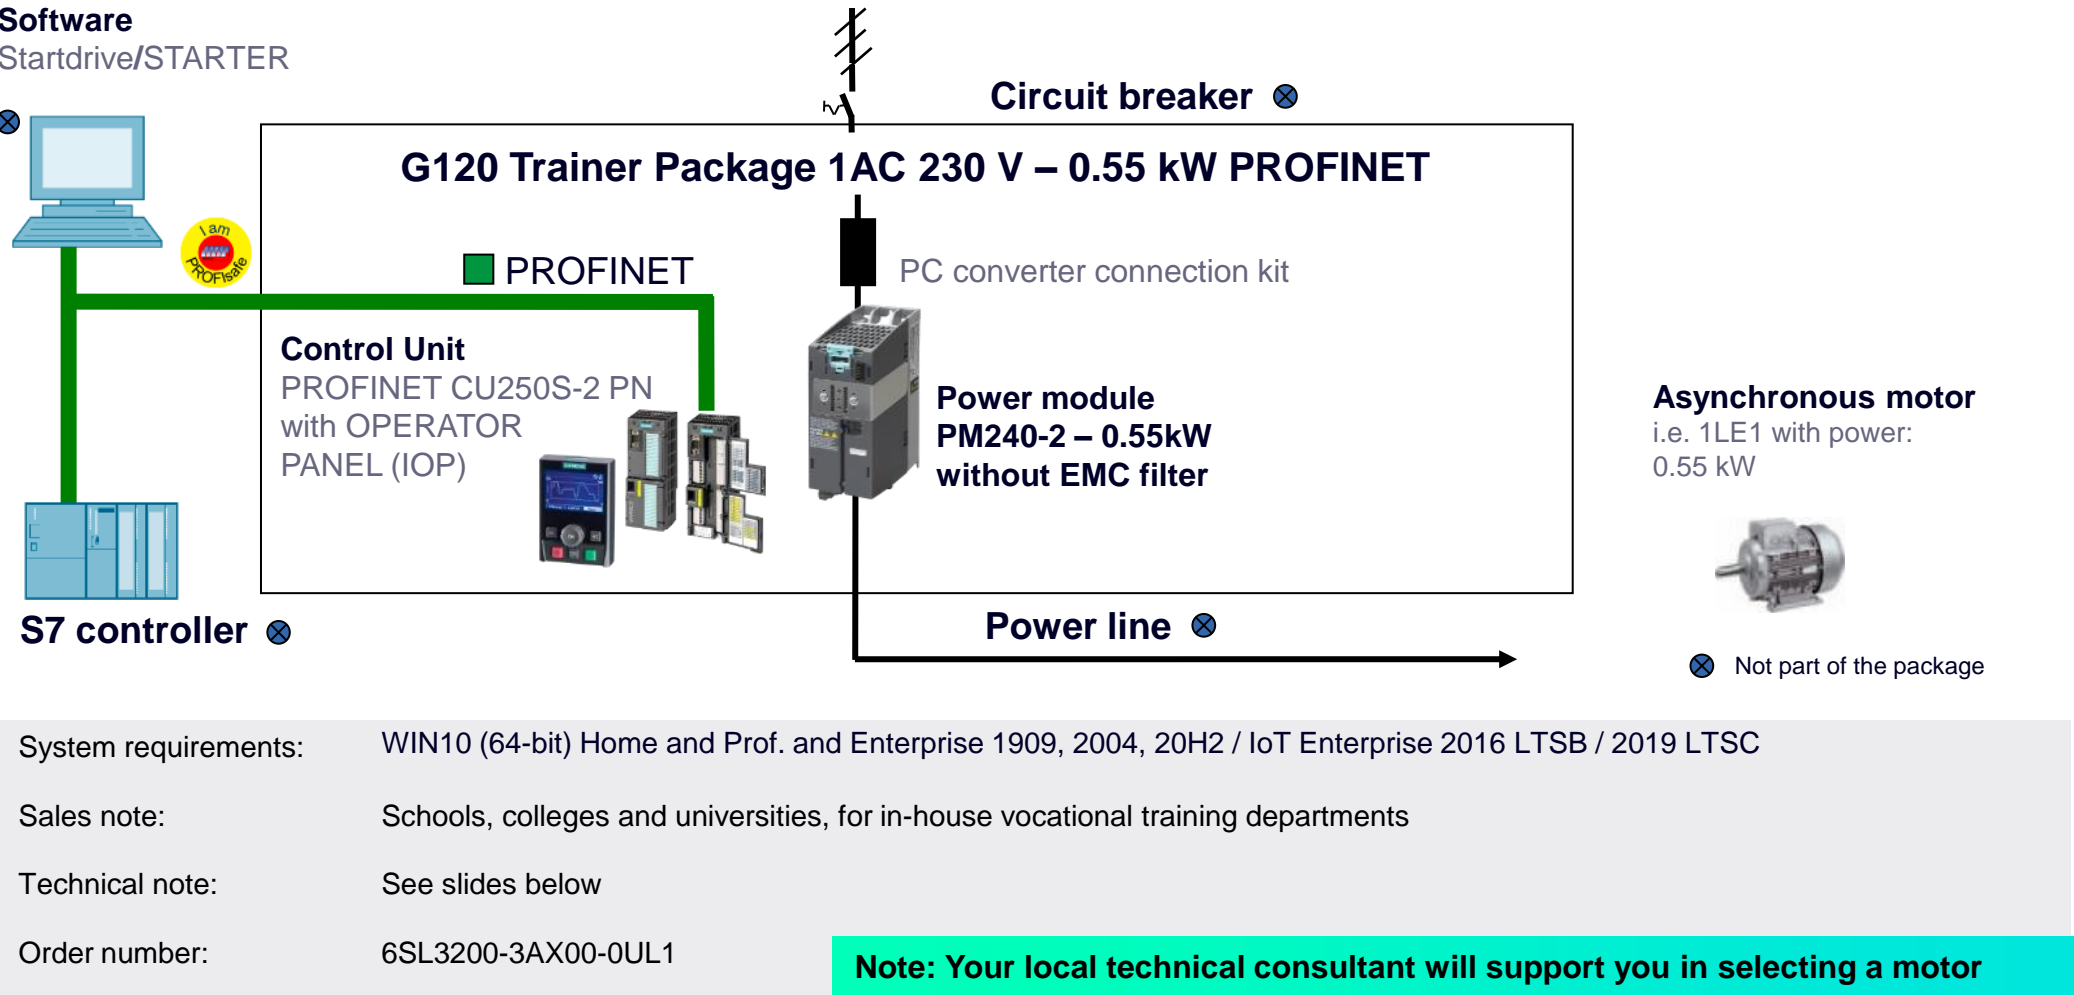 Software
Startdrive/STARTER
Circuit breaker
G120 Trainer Package 1AC 230 V – 0.55 kW PROFINET
I am
PROFIsafe
PROFINET
PC converter connection kit
Control Unit
PROFINET CU250S-2 PN
with OPERATOR
PANEL (IOP)
Power module
PM240-2 – 0.55kW
without EMC filter
Asynchronous motor
i.e. 1LE1 with power:
0.55 kW
S7 controller
Power line
Not part of the package
System requirements: WIN10 (64-bit) Home and Prof. and Enterprise 1909, 2004, 20H2 / IoT Enterprise 2016 LTSB / 2019 LTSC
Sales note: Schools, colleges and universities, for in-house vocational training departments
Technical note: See slides below
Order number: 6SL3200-3AX00-0UL1
Note: Your local technical consultant will support you in selecting a motor